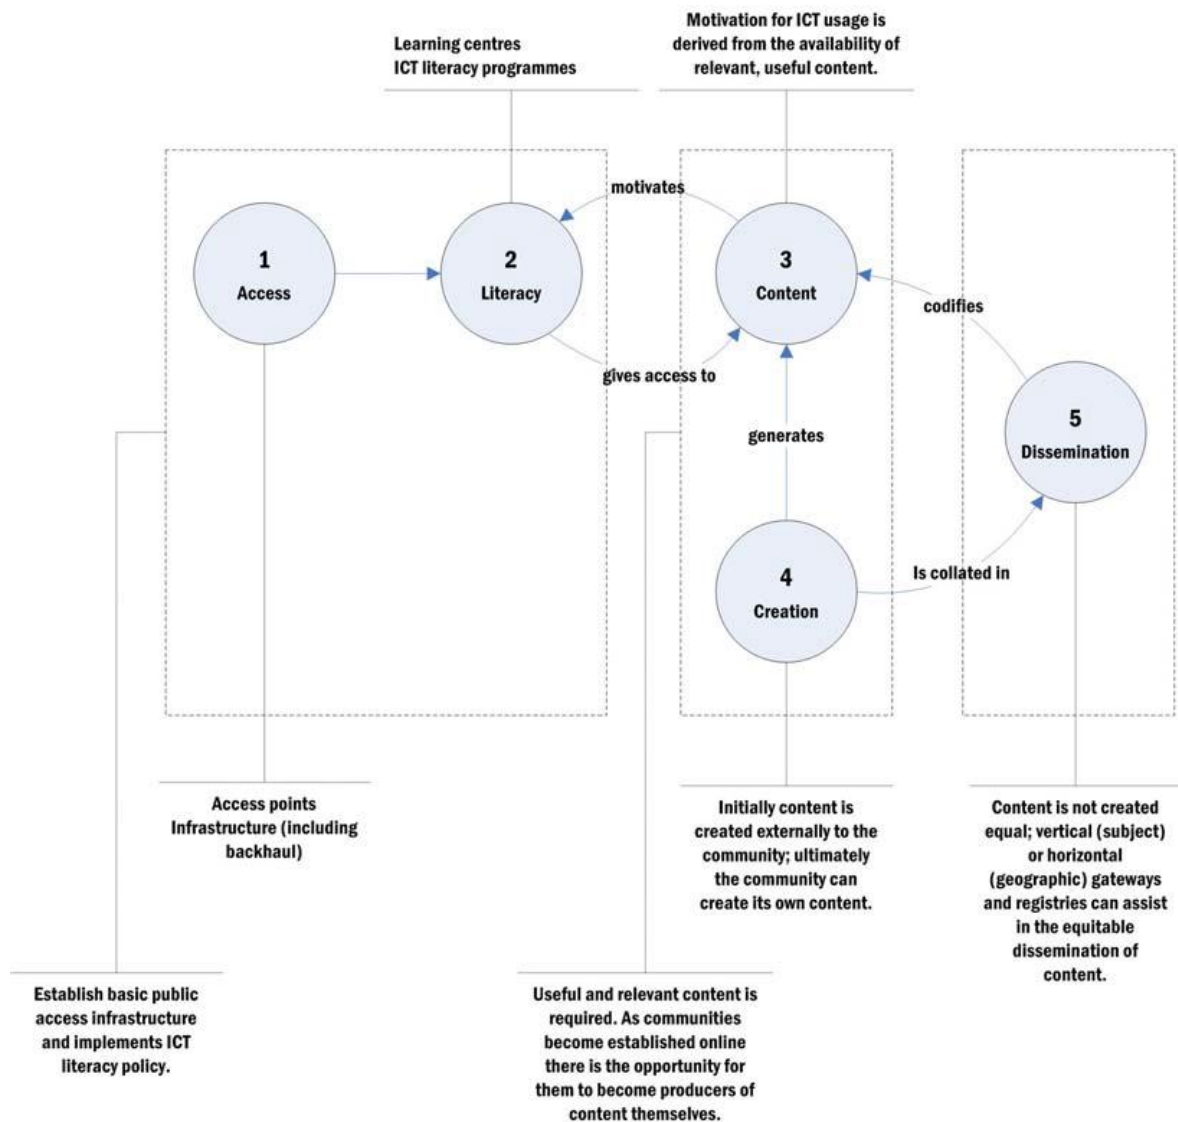 Learning centres
ICT literacy programmes
Motivation for ICT usage is
derived from the availability of
relevant, useful content.
motivates
1
Access
2
Literacy
3
Content
codifies
gives access to
generates
5
Dissemination
4
Creation
Is collated in
Access points
Infrastructure (including
backhaul)
Initially content is
created externally to the
community; ultimately
the community can
create its own content.
Content is not created
equal; vertical (subject)
or horizontal
(geographic) gateways
and registries can assist
in the equitable
dissemination of
content.
Establish basic public
access infrastructure
and implements ICT
literacy policy.
Useful and relevant content is
required. As communities
become established online
there is the opportunity for
them to become producers of
content themselves.